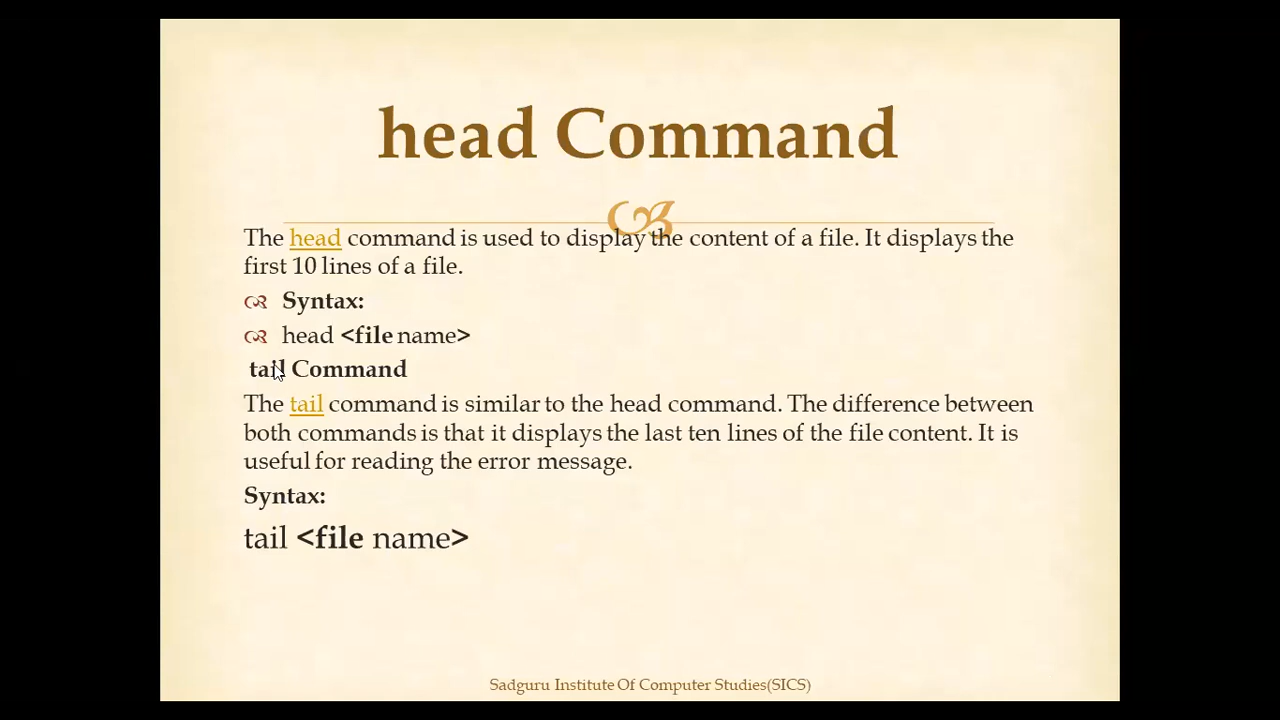 head Command
The head command is used to display the content of a file. It displays the
first 10 lines of a file.
Syntax:
head <file name>
tail Command
The tail command is similar to the head command. The difference between
both commands is that it displays the last ten lines of the file content. It is
useful for reading the error message.
Syntax:
tail <file name>
Sadguru Institute Of Computer Studies(SICS)